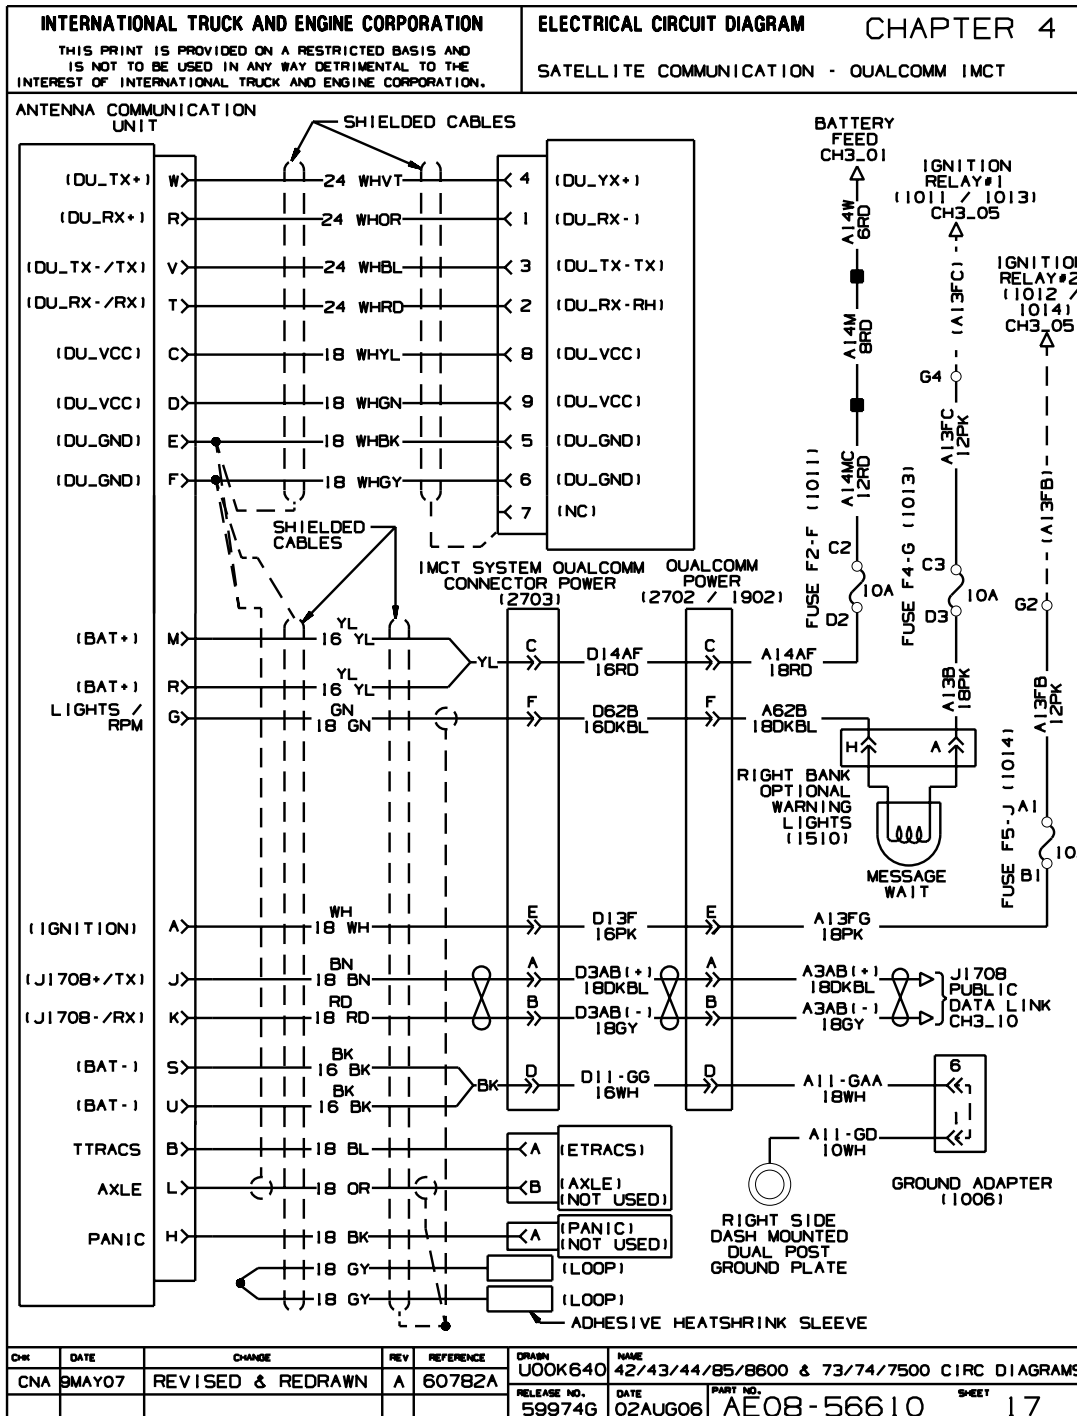 INTERNATIONAL TRUCK AND ENGINE CORPORATION
THIS PRINT IS PROVIDED ON A RESTRICTED BASIS AND
IS NOT TO BE USED IN ANY WAY DETRIMENTAL TO THE
INTEREST OF INTERNATIONAL TRUCK AND ENGINE CORPORATION.
ELECTRICAL CIRCUIT DIAGRAM
CHAPTER 4
SATELLITE COMMUNICATION - QUALCOMM IMCT
ANTENNA COMMUNICATION
UNIT
SHIELDED CABLES
(DU_TX+) W 24 WHVT 4 (DU_YX+)
(DU_RX+) R 24 WHOR 1 (DU_RX-)
(DU_TX-/TX) V 24 WHBL 3 (DU_TX-TX)
(DU_RX-/RX) T 24 WHRD 2 (DU_RX-RH)
(DU_VCC) C 18 WHYL 8 (DU_VCC)
(DU_VCC) D 18 WHGN 9 (DU_VCC)
(DU_GND) E 18 WHBK 5 (DU_GND)
(DU_GND) F 18 WHGY 6 (DU_GND)
7 (NC)
BATTERY
FEED
CH3_01
A14W
6RD
A14M
8RD
A14MC
12RD
FUSE F2-F (1011)
C2
10A
D2
IGNITION
RELAY#1
(1011 / 1013)
CH3_05
(A13FC)
G4
A13FC
12PK
FUSE F4-G (1013)
C3
10A
D3
A13B
18PK
IGNITION
RELAY#2
(1012 /
1014)
CH3_05
(A13FB)
G2
A13FB
12PK
FUSE F5-J (1014)
A1
10
B1
SHIELDED
CABLES
IMCT SYSTEM QUALCOMM
CONNECTOR POWER
(2703)
QUALCOMM
POWER
(2702 / 1902)
YL
(BAT+) M 16 YL
YL C D14AF C A14AF
16RD 18RD
YL
(BAT+) R 16 YL
LIGHTS /
RPM G
GN
18 GN
F D62B F A62B
16DKBL 18DKBL
H A
RIGHT BANK
OPTIONAL
WARNING
LIGHTS
(1510)
MESSAGE
WAIT
WH
(IGNITION) A 18 WH
E D13F E A13FG
16PK 18PK
BN
(J1708+/TX) J 18 BN
A D3AB(+) A A3AB(+)
18DKBL 18DKBL
RD
(J1708-/RX) K 18 RD
B D3AB(-) B A3AB(-)
18GY 18GY
J1708
PUBLIC
DATA LINK
CH3_10
BK
(BAT-) S 16 BK
BK D D11-GG D A11-GAA 6
16WH 18WH
BK
(BAT-) U 16 BK
A11-GD 1
10WH
GROUND ADAPTER
(1006)
RIGHT SIDE
DASH MOUNTED
DUAL POST
GROUND PLATE
TTRACS B 18 BL A (ETRACS)
AXLE L 18 OR B (AXLE)
(NOT USED)
PANIC H 18 BK A (PANIC)
(NOT USED)
18 GY (LOOP)
18 GY (LOOP)
ADHESIVE HEATSHRINK SLEEVE
CHK DATE CHANGE REV REFERENCE
CNA 9MAY07 REVISED & REDRAWN A 60782A
DRAWN
U00K640
NAME
42/43/44/85/8600 & 73/74/7500 CIRC DIAGRAMS
RELEASE NO.
59974G
DATE
02AUG06
PART NO.
AE08-56610
SHEET
17